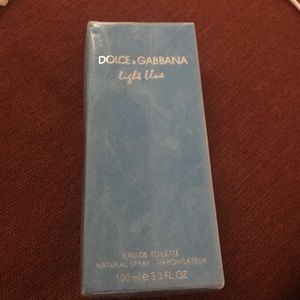 DOLCE & GABBANA
light blue
EAU DE TOILETTE
NATURAL SPRAY VAPORISATEUR
100 ml e 3.3 FL.OZ